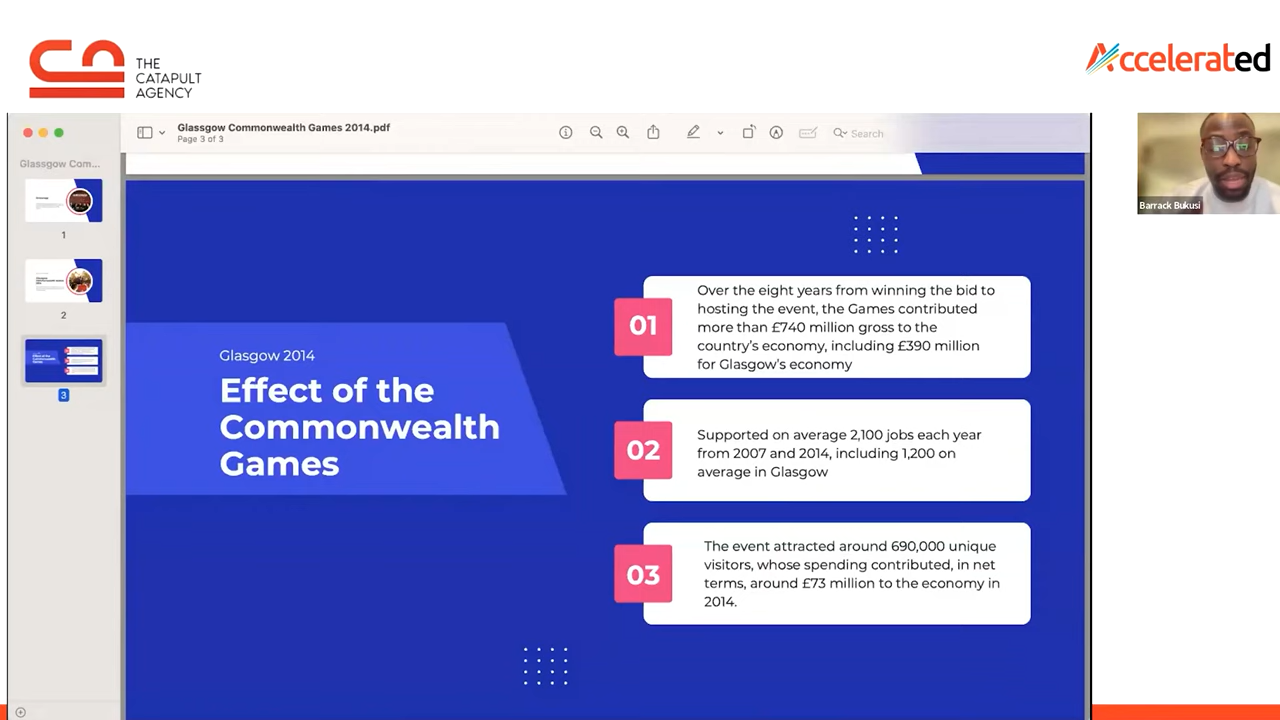 THE
CATAPULT
AGENCY
Accelerated
Glassgow Commonwealth Games 2014.pdf
Page 3 of 3
Search
Glassgow Com...
1
2
3
Barrack Bukusi
Glasgow 2014
Effect of the
Commonwealth
Games
01
Over the eight years from winning the bid to
hosting the event, the Games contributed
more than £740 million gross to the
country's economy, including £390 million
for Glasgow's economy
02
Supported on average 2,100 jobs each year
from 2007 and 2014, including 1,200 on
average in Glasgow
03
The event attracted around 690,000 unique
visitors, whose spending contributed, in net
terms, around £73 million to the economy in
2014.